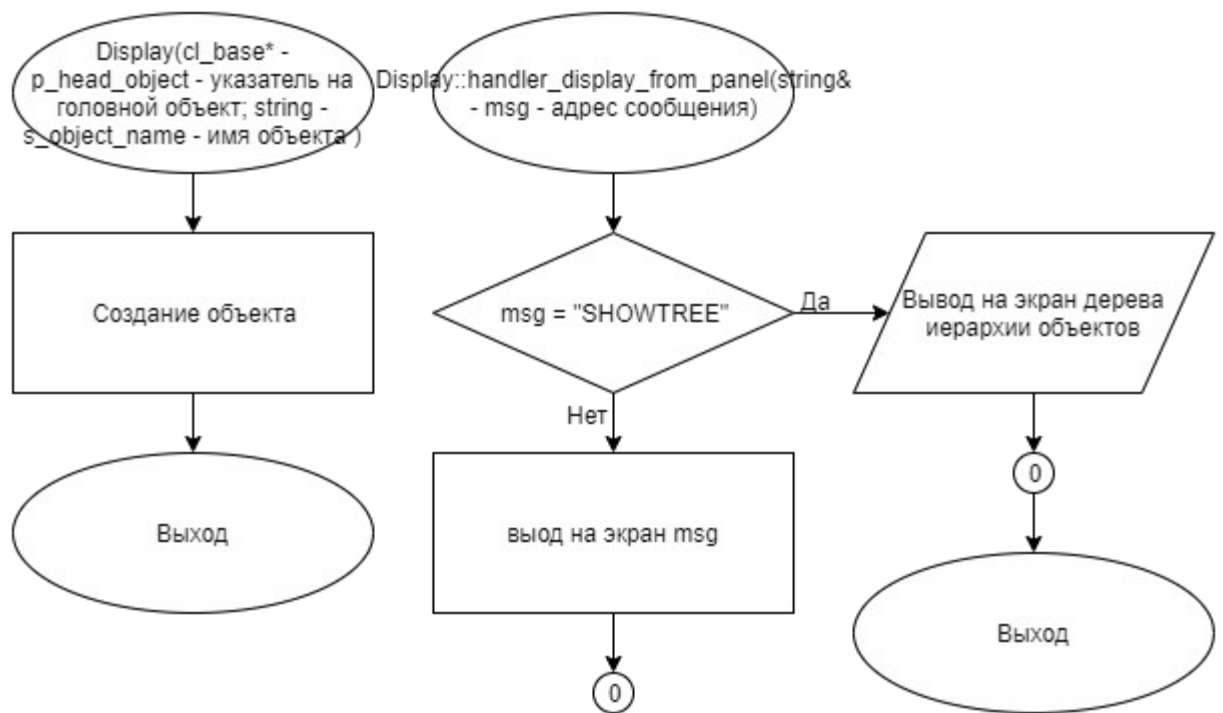 Display(cl_base* -
p_head_object - указатель на
головной объект; string -
s_object_name - имя объекта )
Создание объекта
Выход
Display::handler_display_from_panel(string&
- msg - адрес сообщения)
msg = "SHOWTREE"
Да
Нет
выод на экран msg
0
Вывод на экран дерева
иерархии объектов
0
Выход